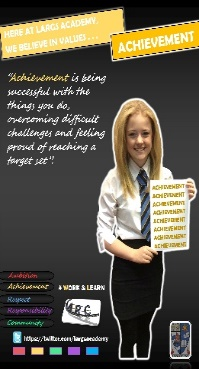 HERE AT LARGS ACADEMY,
WE BELIEVE IN VALUES . . .
ACHIEVEMENT
"Achievement is being
successful with the
things you do,
overcoming difficult
challenges and feeling
proud of reaching a
target set"!
ACHIEVEMENT
ACHIEVEMENT
ACHIEVEMENT
ACHIEVEMENT
ACHIEVEMENT
ACHIEVEMENT
ACHIEVEMENT
Ambition
Achievement
Respect
Responsibility
Community
WORK & LEARN
https://twitter.com/largsacademy